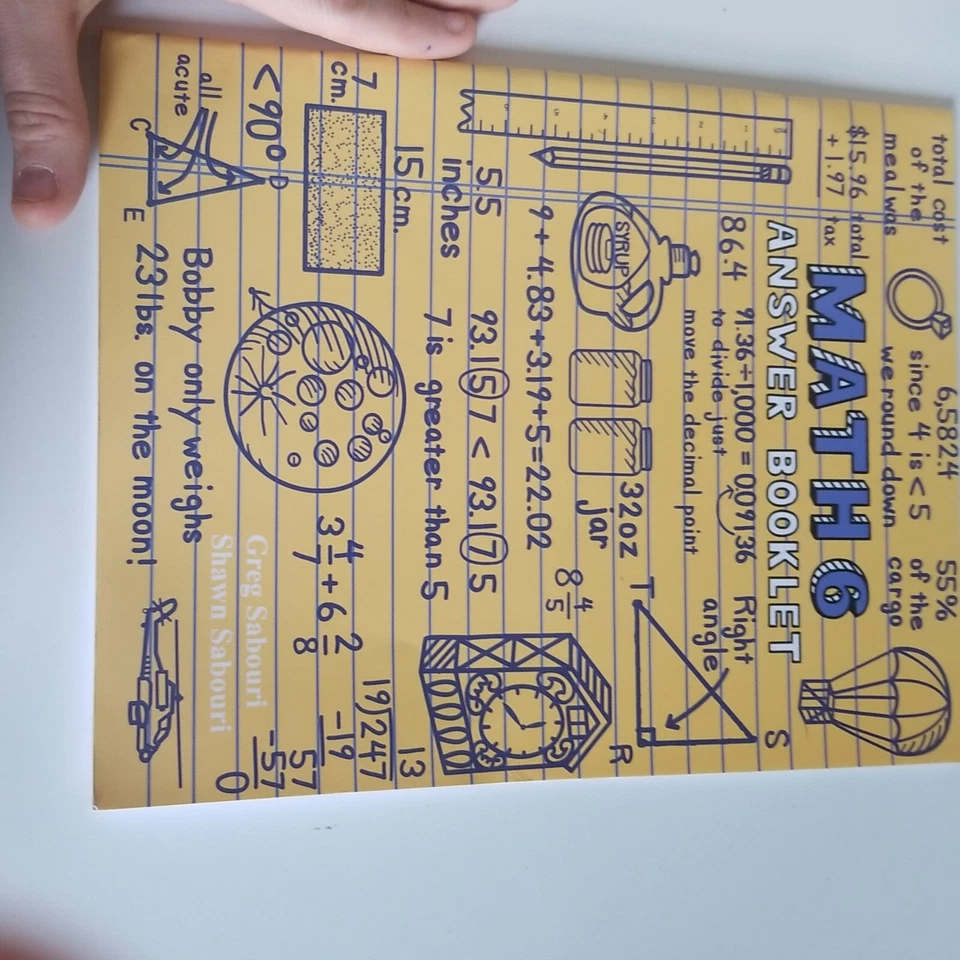 total cost
of the
meal was
$15.96 total
+ 1.97 tax
6,582.4
since 4 is < 5
we round down
55%
of the
cargo
MATH 6
ANSWER BOOKLET
86.4
91.36÷1,000 = 0.09136
to divide just
move the decimal point
Right
angle
S
T
R
SYRUP
32oz
jar
8 4/5
9 + 4.83 + 3.19 + 5 = 22.02
5.5
inches
93.157 < 93.175
7 is greater than 5
7
cm.
15 cm.
13
19)247
-19
57
-57
0
3 4/7 + 6 2/8
< 90°
all
acute
C
D
E
Bobby only weighs
23 lbs. on the moon!
Greg Sabouri
Shawn Sabouri